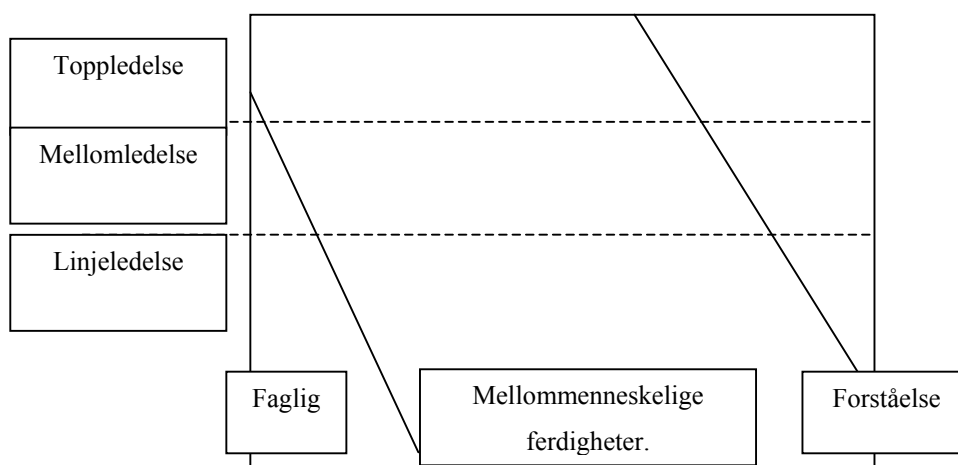 Toppledelse
Mellomledelse
Linjeledelse
Faglig
Mellommenneskelige
ferdigheter.
Forståelse